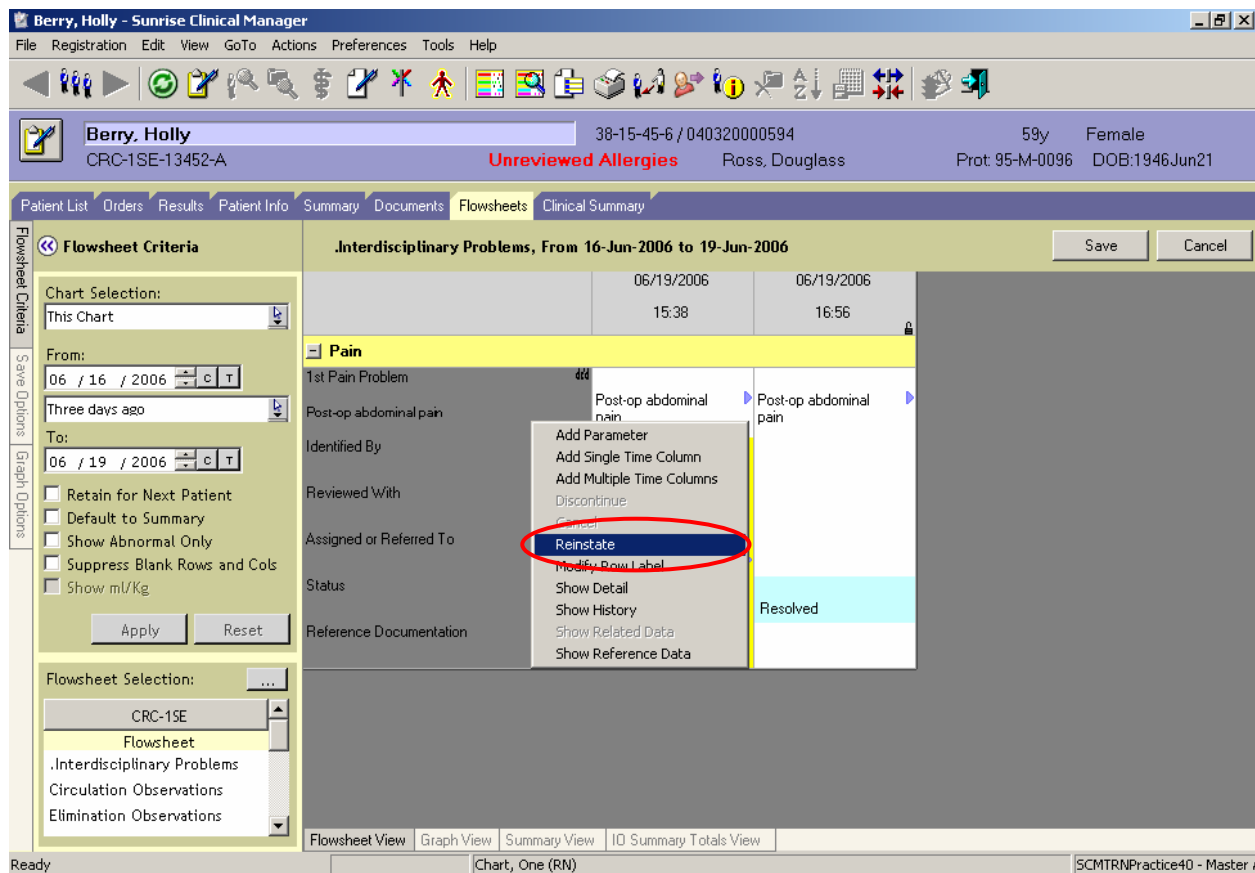 Berry, Holly - Sunrise Clinical Manager
File Registration Edit View GoTo Actions Preferences Tools Help
Berry, Holly 38-15-45-6 / 040320000594 59y Female
CRC-1SE-13452-A Unreviewed Allergies Ross, Douglass Prot: 95-M-0096 DOB:1946Jun21
Patient List Orders Results Patient Info Summary Documents Flowsheets Clinical Summary
Flowsheet Criteria
Save Options
Graph Options
Flowsheet Criteria
.Interdisciplinary Problems, From 16-Jun-2006 to 19-Jun-2006
Save Cancel
Chart Selection:
This Chart
From:
06 / 16 / 2006 C T
Three days ago
To:
06 / 19 / 2006 C T
Retain for Next Patient
Default to Summary
Show Abnormal Only
Suppress Blank Rows and Cols
Show ml/Kg
Apply Reset
Flowsheet Selection: ...
CRC-1SE
Flowsheet
.Interdisciplinary Problems
Circulation Observations
Elimination Observations
06/19/2006 06/19/2006
15:38 16:56
Pain
1st Pain Problem
Post-op abdominal pain
Identified By
Reviewed With
Assigned or Referred To
Status
Reference Documentation
Post-op abdominal
pain
Post-op abdominal
pain
Resolved
Add Parameter
Add Single Time Column
Add Multiple Time Columns
Discontinue
Cancel
Reinstate
Modify Row Label
Show Detail
Show History
Show Related Data
Show Reference Data
Flowsheet View Graph View Summary View IO Summary Totals View
Ready Chart, One (RN) SCMTRNPractice40 - Master